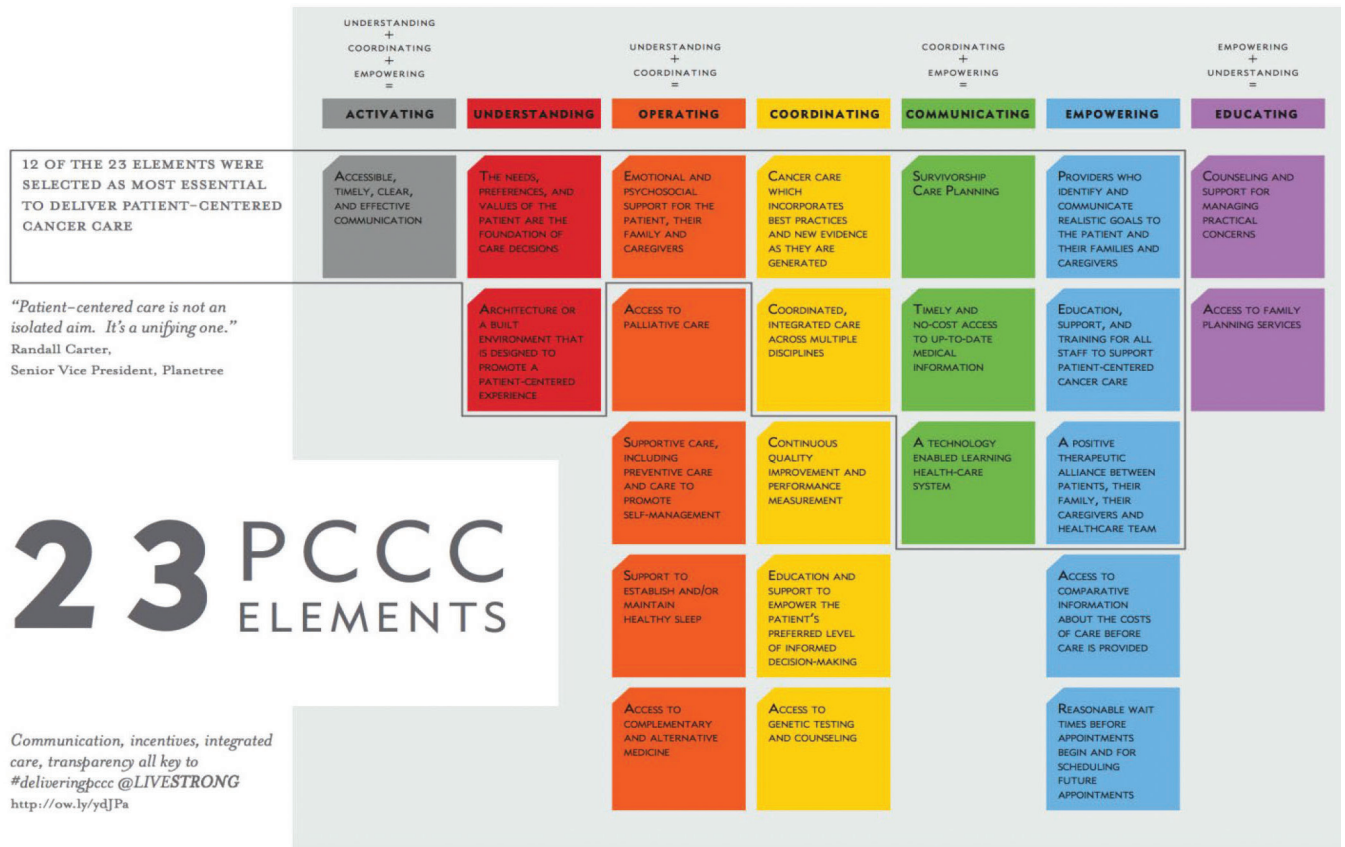 UNDERSTANDING
+
COORDINATING
+
EMPOWERING
=
ACTIVATING
UNDERSTANDING
UNDERSTANDING
+
COORDINATING
=
OPERATING
COORDINATING
COORDINATING
+
EMPOWERING
=
COMMUNICATING
EMPOWERING
EMPOWERING
+
UNDERSTANDING
=
EDUCATING
12 OF THE 23 ELEMENTS WERE
SELECTED AS MOST ESSENTIAL
TO DELIVER PATIENT-CENTERED
CANCER CARE
ACCESSIBLE,
TIMELY, CLEAR,
AND EFFECTIVE
COMMUNICATION
THE NEEDS,
PREFERENCES, AND
VALUES OF THE
PATIENT ARE THE
FOUNDATION OF
CARE DECISIONS
EMOTIONAL AND
PSYCHOSOCIAL
SUPPORT FOR THE
PATIENT, THEIR
FAMILY AND
CAREGIVERS
CANCER CARE
WHICH
INCORPORATES
BEST PRACTICES
AND NEW EVIDENCE
AS THEY ARE
GENERATED
SURVIVORSHIP
CARE PLANNING
PROVIDERS WHO
IDENTIFY AND
COMMUNICATE
REALISTIC GOALS TO
THE PATIENT AND
THEIR FAMILIES AND
CAREGIVERS
COUNSELING AND
SUPPORT FOR
MANAGING
PRACTICAL
CONCERNS
"Patient-centered care is not an
isolated aim. It's a unifying one."
Randall Carter,
Senior Vice President, Planetree
ARCHITECTURE OR
A BUILT
ENVIRONMENT THAT
IS DESIGNED TO
PROMOTE A
PATIENT-CENTERED
EXPERIENCE
ACCESS TO
PALLIATIVE CARE
COORDINATED,
INTEGRATED CARE
ACROSS MULTIPLE
DISCIPLINES
TIMELY AND
NO-COST ACCESS
TO UP-TO-DATE
MEDICAL
INFORMATION
EDUCATION,
SUPPORT, AND
TRAINING FOR ALL
STAFF TO SUPPORT
PATIENT-CENTERED
CANCER CARE
ACCESS TO FAMILY
PLANNING SERVICES
SUPPORTIVE CARE,
INCLUDING
PREVENTIVE CARE
AND CARE TO
PROMOTE
SELF-MANAGEMENT
CONTINUOUS
QUALITY
IMPROVEMENT AND
PERFORMANCE
MEASUREMENT
A TECHNOLOGY
ENABLED LEARNING
HEALTH-CARE
SYSTEM
A POSITIVE
THERAPEUTIC
ALLIANCE BETWEEN
PATIENTS, THEIR
FAMILY, THEIR
CAREGIVERS AND
HEALTHCARE TEAM
23 PCCC
ELEMENTS
SUPPORT TO
ESTABLISH AND/OR
MAINTAIN
HEALTHY SLEEP
EDUCATION AND
SUPPORT TO
EMPOWER THE
PATIENT'S
PREFERRED LEVEL
OF INFORMED
DECISION-MAKING
ACCESS TO
COMPARATIVE
INFORMATION
ABOUT THE COSTS
OF CARE BEFORE
CARE IS PROVIDED
ACCESS TO
COMPLEMENTARY
AND ALTERNATIVE
MEDICINE
ACCESS TO
GENETIC TESTING
AND COUNSELING
REASONABLE WAIT
TIMES BEFORE
APPOINTMENTS
BEGIN AND FOR
SCHEDULING
FUTURE
APPOINTMENTS
Communication, incentives, integrated
care, transparency all key to
#deliveringpccc @LIVESTRONG
http://ow.ly/ydJPa